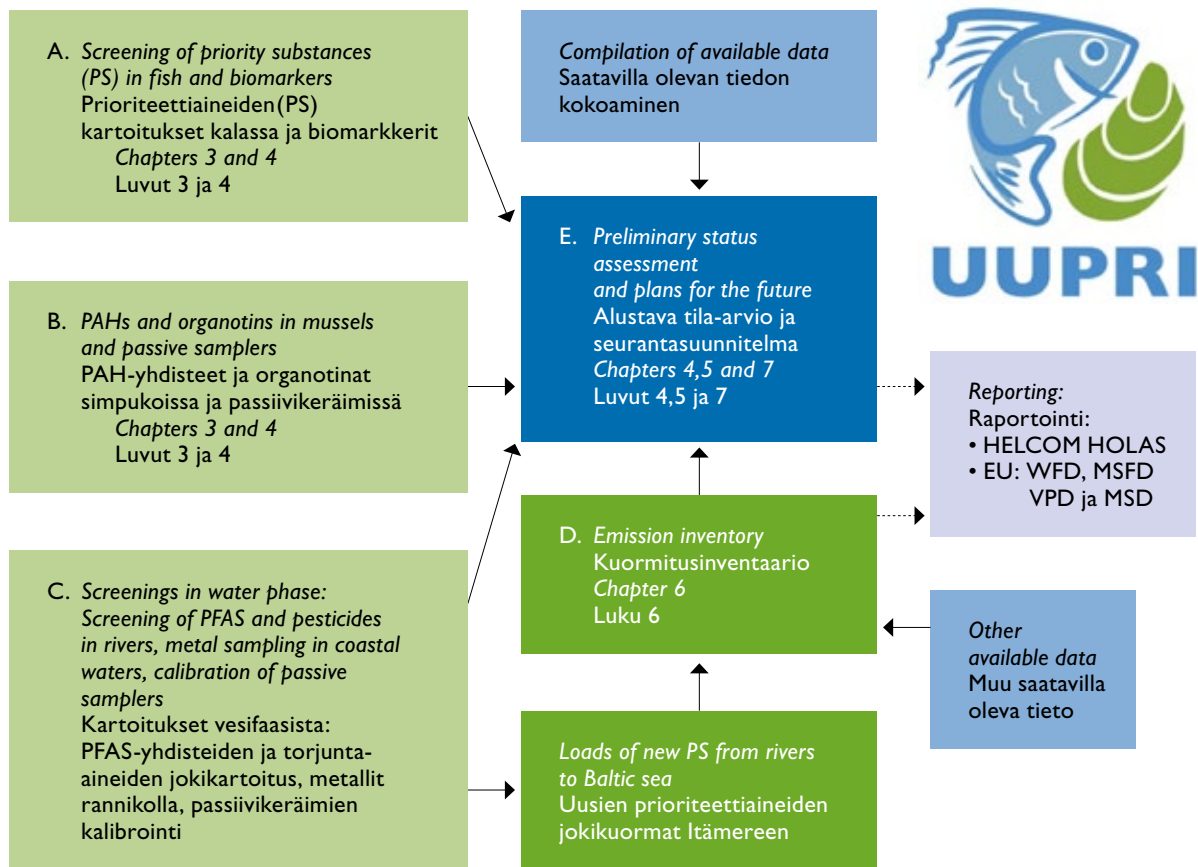 A. Screening of priority substances
(PS) in fish and biomarkers
Prioriteettiaineiden (PS)
kartoitukset kalassa ja biomarkkerit
Chapters 3 and 4
Luvut 3 ja 4
B. PAHs and organotins in mussels
and passive samplers
PAH-yhdisteet ja organotinat
simpukoissa ja passiivikeräimissä
Chapters 3 and 4
Luvut 3 ja 4
C. Screenings in water phase:
Screening of PFAS and pesticides
in rivers, metal sampling in coastal
waters, calibration of passive
samplers
Kartoitukset vesifaasista:
PFAS-yhdisteiden ja torjunta-
aineiden jokikartoitus, metallit
rannikolla, passiivikeräimien
kalibrointi
Compilation of available data
Saatavilla olevan tiedon
kokoaminen
E. Preliminary status
assessment
and plans for the future
Alustava tila-arvio ja
seurantasuunnitelma
Chapters 4,5 and 7
Luvut 4,5 ja 7
D. Emission inventory
Kuormitusinventaario
Chapter 6
Luku 6
Loads of new PS from rivers
to Baltic sea
Uusien prioriteettiaineiden
jokikuormat Itämereen
UUPRI
Reporting:
Raportointi:
• HELCOM HOLAS
• EU: WFD, MSFD
VPD ja MSD
Other
available data
Muu saatavilla
oleva tieto